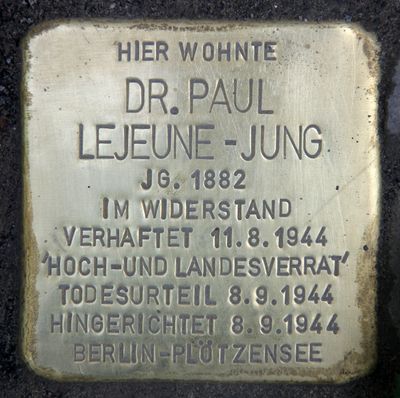 HIER WOHNTE
DR. PAUL
LEJEUNE-JUNG
JG. 1882
IM WIDERSTAND
VERHAFTET 11.8.1944
'HOCH-UND LANDESVERRAT'
TODESURTEIL 8.9.1944
HINGERICHTET 8.9.1944
BERLIN-PLÖTZENSEE